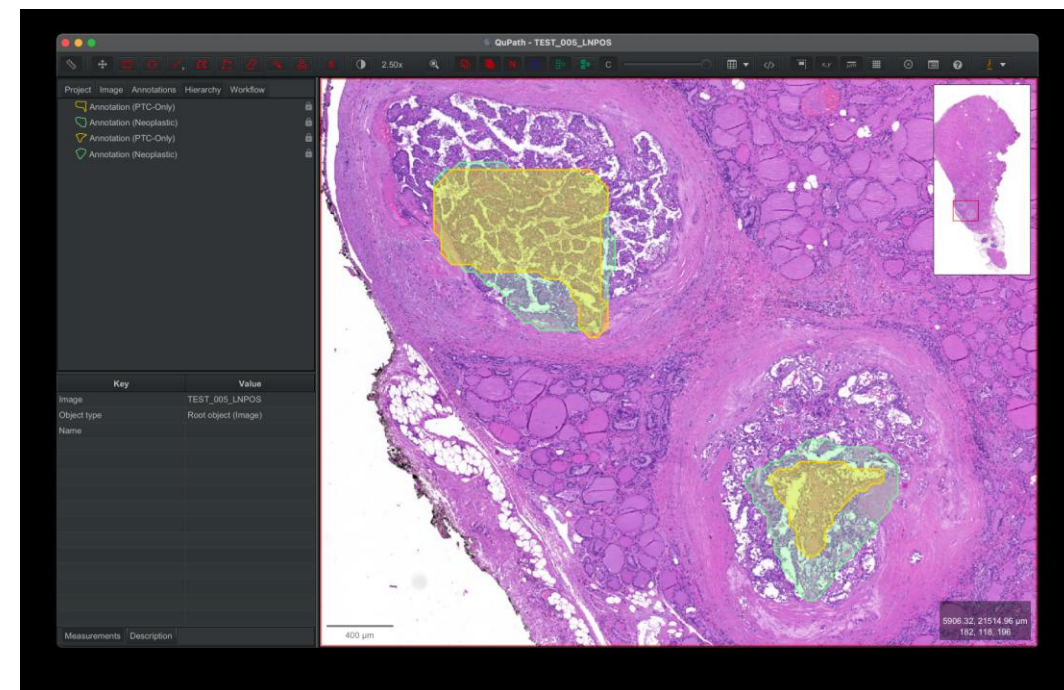 QuPath - TEST_005_LNPOS
2.50x
N
C
Project Image Annotations Hierarchy Workflow
Annotation (PTC-Only)
Annotation (Neoplastic)
Annotation (PTC-Only)
Annotation (Neoplastic)
Key Value
Image TEST_005_LNPOS
Object type Root object (Image)
Name
Measurements Description
400 µm
5906.32, 21514.96 µm
182, 118, 196